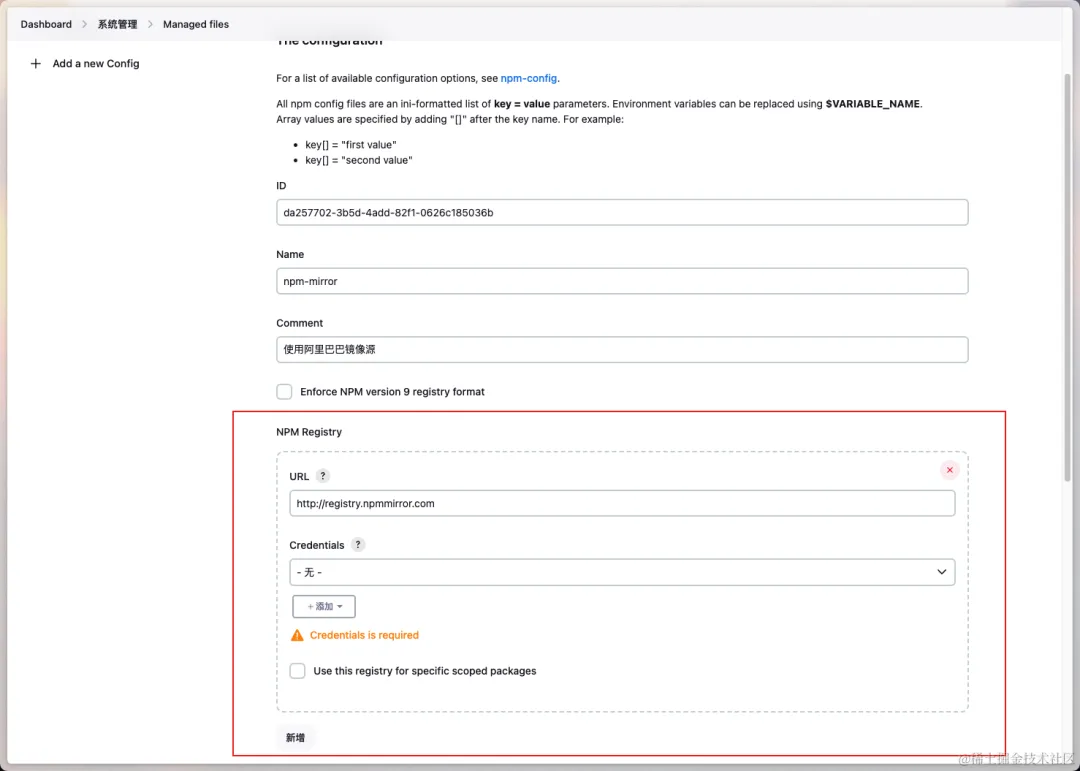 Dashboard > 系统管理 > Managed files
The configuration
+ Add a new Config
For a list of available configuration options, see npm-config.
All npm config files are an ini-formatted list of key = value parameters. Environment variables can be replaced using $VARIABLE_NAME.
Array values are specified by adding "[]" after the key name. For example:
• key[] = "first value"
• key[] = "second value"
ID
da257702-3b5d-4add-82f1-0626c185036b
Name
npm-mirror
Comment
使用阿里巴巴镜像源
Enforce NPM version 9 registry format
NPM Registry
URL ?
http://registry.npmmirror.com
Credentials ?
- 无 -
+ 添加
Credentials is required
Use this registry for specific scoped packages
新增
@稀土掘金技术社区